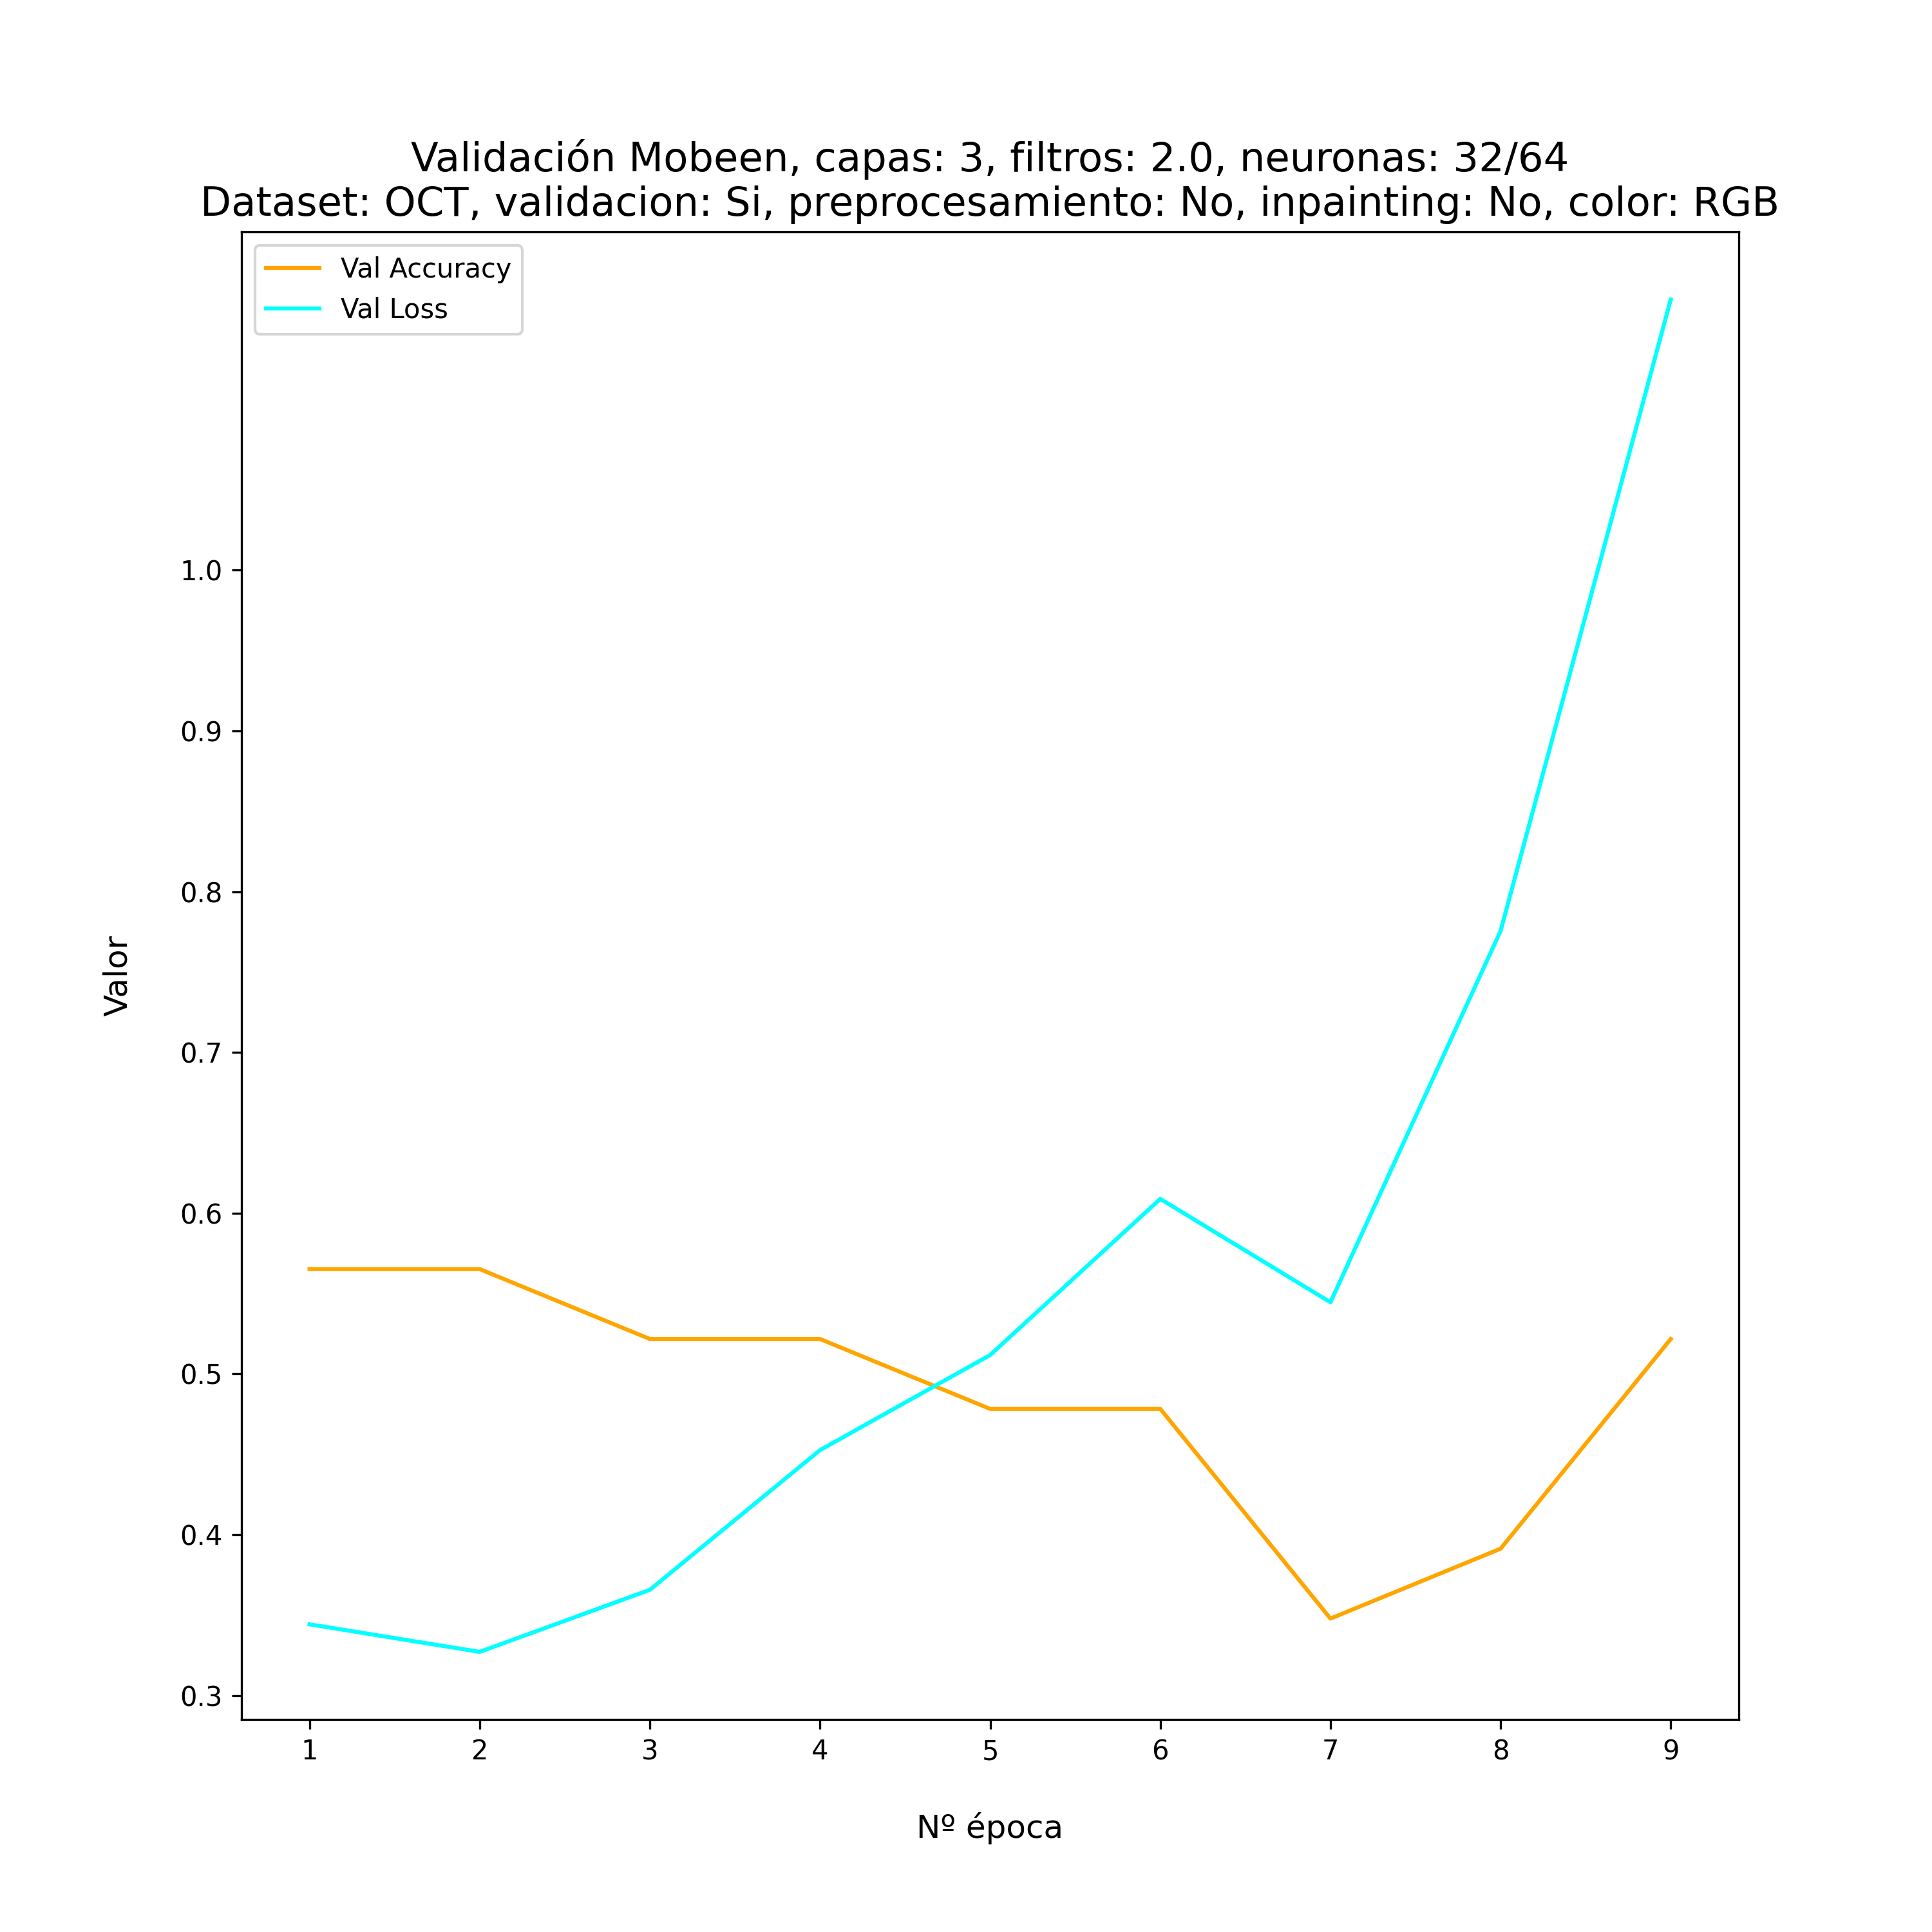 Validación Mobeen, capas: 3, filtros: 2.0, neuronas: 32/64
Dataset: OCT, validacion: Si, preprocesamiento: No, inpainting: No, color: RGB
Val Accuracy
Val Loss
1.0
0.9
0.8
0.7
0.6
0.5
0.4
0.3
Valor
1 2 3 4 5 6 7 8 9
Nº época